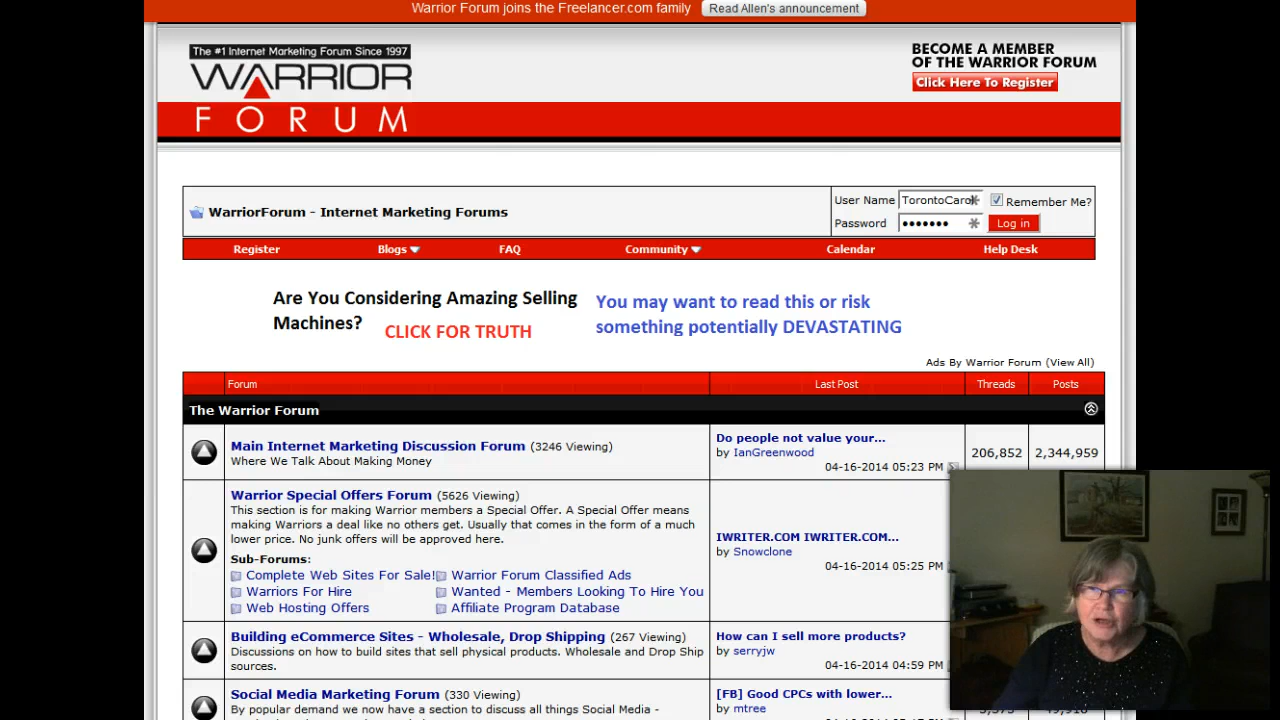 Warrior Forum joins the Freelancer.com family Read Allen's announcement
The #1 Internet Marketing Forum Since 1997
WARRIOR
FORUM
BECOME A MEMBER
OF THE WARRIOR FORUM
Click Here To Register
WarriorForum - Internet Marketing Forums
User Name TorontoCarol Remember Me?
Password ••••••• Log in
Register Blogs FAQ Community Calendar Help Desk
Are You Considering Amazing Selling
Machines? CLICK FOR TRUTH
You may want to read this or risk
something potentially DEVASTATING
Ads By Warrior Forum (View All)
Forum Last Post Threads Posts
The Warrior Forum
Main Internet Marketing Discussion Forum (3246 Viewing)
Where We Talk About Making Money
Do people not value your...
by IanGreenwood
04-16-2014 05:23 PM
206,852 2,344,959
Warrior Special Offers Forum (5626 Viewing)
This section is for making Warrior members a Special Offer. A Special Offer means
making Warriors a deal like no others get. Usually that comes in the form of a much
lower price. No junk offers will be approved here.
Sub-Forums:
Complete Web Sites For Sale! Warrior Forum Classified Ads
Warriors For Hire Wanted - Members Looking To Hire You
Web Hosting Offers Affiliate Program Database
IWRITER.COM IWRITER.COM...
by Snowclone
04-16-2014 05:25 PM
Building eCommerce Sites - Wholesale, Drop Shipping (267 Viewing)
Discussions on how to build sites that sell physical products. Wholesale and Drop Ship
sources.
How can I sell more products?
by serryjw
04-16-2014 04:59 PM
Social Media Marketing Forum (330 Viewing)
By popular demand we now have a section to discuss all things Social Media -
[FB] Good CPCs with lower...
by mtree